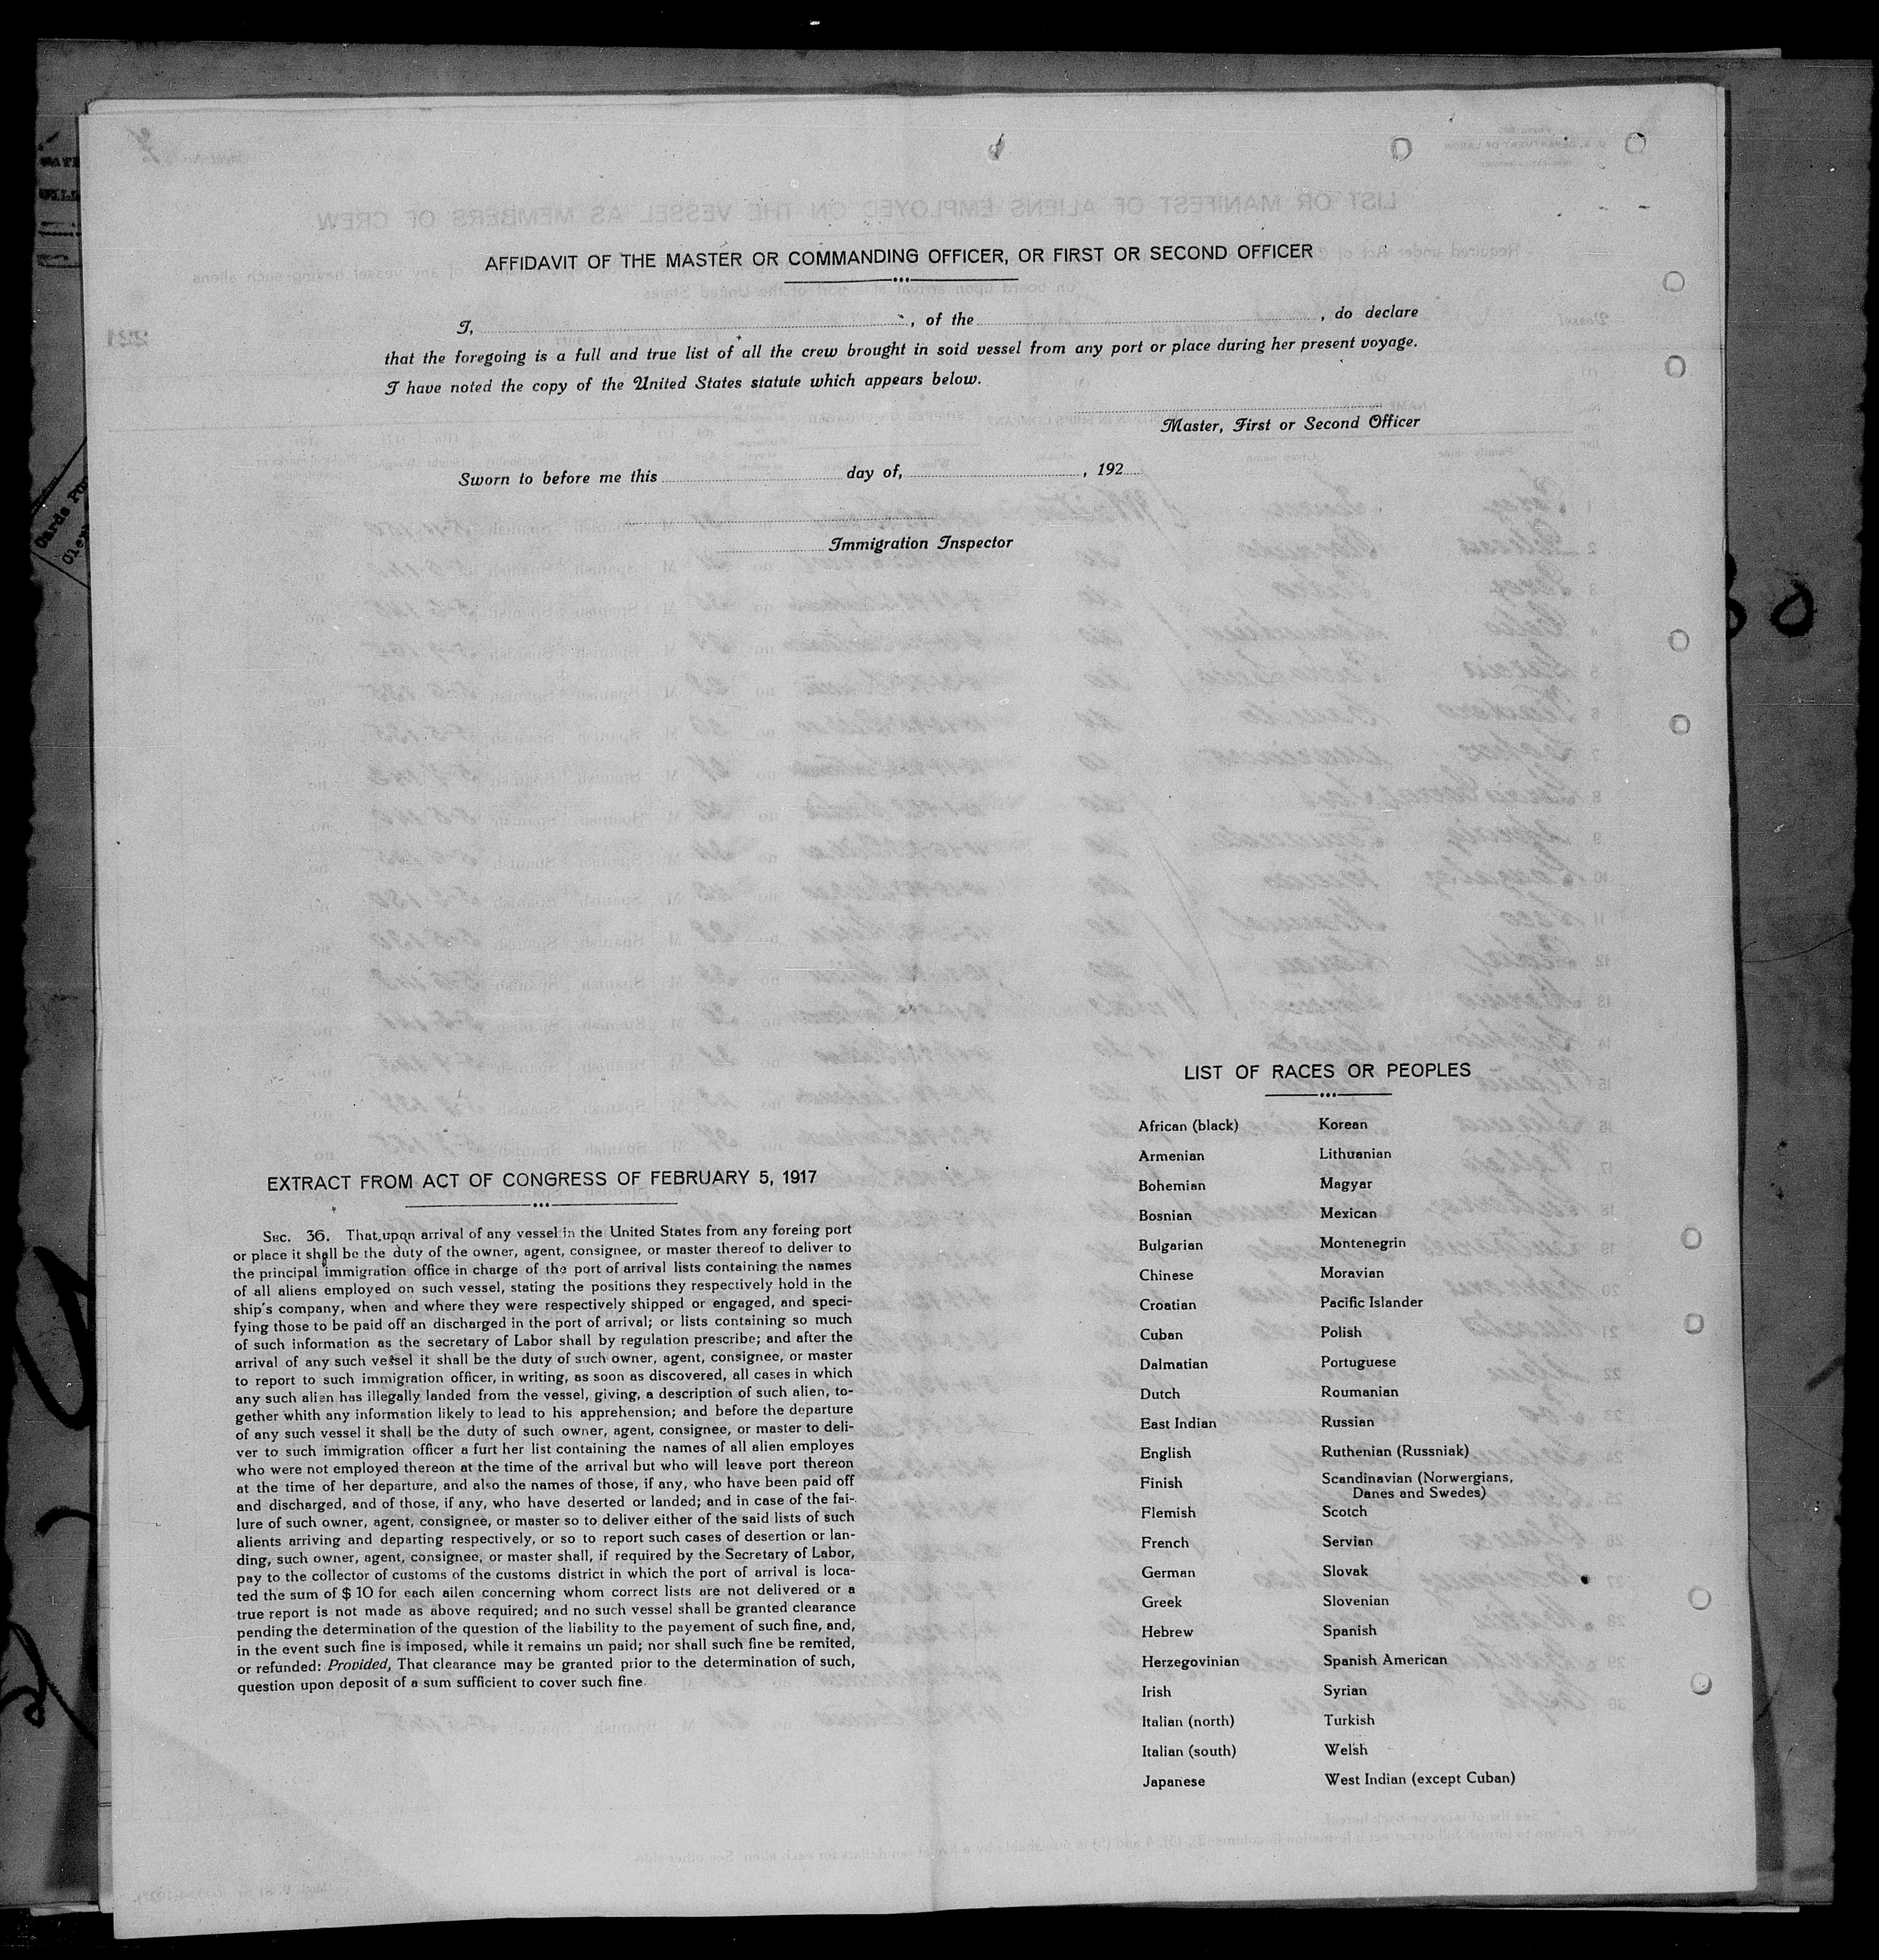 AFFIDAVIT OF THE MASTER OR COMMANDING OFFICER, OR FIRST OR SECOND OFFICER
I, , of the , do declare
that the foregoing is a full and true list of all the crew brought in soid vessel from any port or place during her present voyage.
I have noted the copy of the United States statute which appears below.
Master, First or Second Officer
Sworn to before me this day of, , 192
Immigration Inspector
EXTRACT FROM ACT OF CONGRESS OF FEBRUARY 5, 1917
SEC. 36. That upon arrival of any vessel in the United States from any foreing port
or place it shall be the duty of the owner, agent, consignee, or master thereof to deliver to
the principal immigration office in charge of the port of arrival lists containing the names
of all aliens employed on such vessel, stating the positions they respectively hold in the
ship's company, when and where they were respectively shipped or engaged, and speci-
fying those to be paid off an discharged in the port of arrival; or lists containing so much
of such information as the secretary of Labor shall by regulation prescribe; and after the
arrival of any such vessel it shall be the duty of such owner, agent, consignee, or master
to report to such immigration officer, in writing, as soon as discovered, all cases in which
any such alien has illegally landed from the vessel, giving, a description of such alien, to-
gether whith any information likely to lead to his apprehension; and before the departure
of any such vessel it shall be the duty of such owner, agent, consignee, or master to deli-
ver to such immigration officer a furt her list containing the names of all alien employes
who were not employed thereon at the time of the arrival but who will leave port thereon
at the time of her departure, and also the names of those, if any, who have been paid off
and discharged, and of those, if any, who have deserted or landed; and in case of the fai-
lure of such owner, agent, consignee, or master so to deliver either of the said lists of such
alients arriving and departing respectively, or so to report such cases of desertion or lan-
ding, such owner, agent, consignee, or master shall, if required by the Secretary of Labor,
pay to the collector of customs of the customs district in which the port of arrival is loca-
ted the sum of $ 10 for each ailen concerning whom correct lists are not delivered or a
true report is not made as above required; and no such vessel shall be granted clearance
pending the determination of the question of the liability to the payement of such fine, and,
in the event such fine is imposed, while it remains un paid; nor shall such fine be remited,
or refunded: Provided, That clearance may be granted prior to the determination of such,
question upon deposit of a sum sufficient to cover such fine.
LIST OF RACES OR PEOPLES
African (black)
Armenian
Bohemian
Bosnian
Bulgarian
Chinese
Croatian
Cuban
Dalmatian
Dutch
East Indian
English
Finish
Flemish
French
German
Greek
Hebrew
Herzegovinian
Irish
Italian (north)
Italian (south)
Japanese
Korean
Lithuanian
Magyar
Mexican
Montenegrin
Moravian
Pacific Islander
Polish
Portuguese
Roumanian
Russian
Ruthenian (Russniak)
Scandinavian (Norwergians,
Danes and Swedes)
Scotch
Servian
Slovak
Slovenian
Spanish
Spanish American
Syrian
Turkish
Welsh
West Indian (except Cuban)